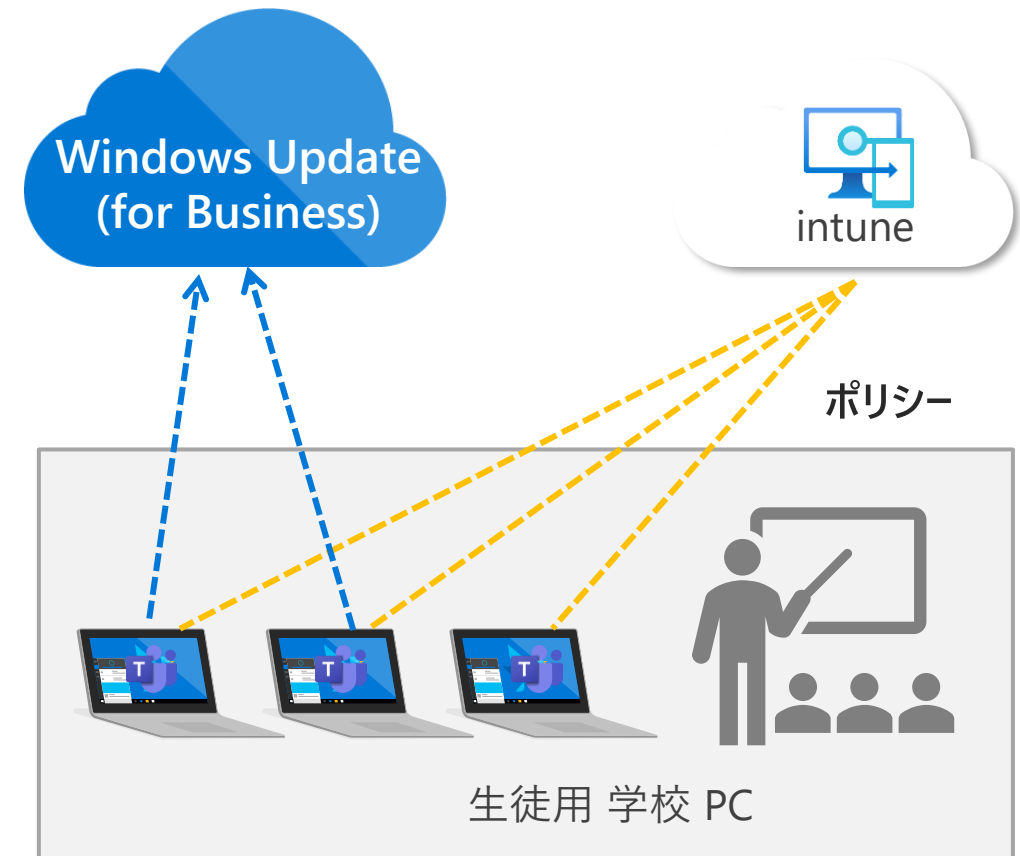 Windows Update
(for Business)
intune
ポリシー
T
T
T
生徒用 学校 PC